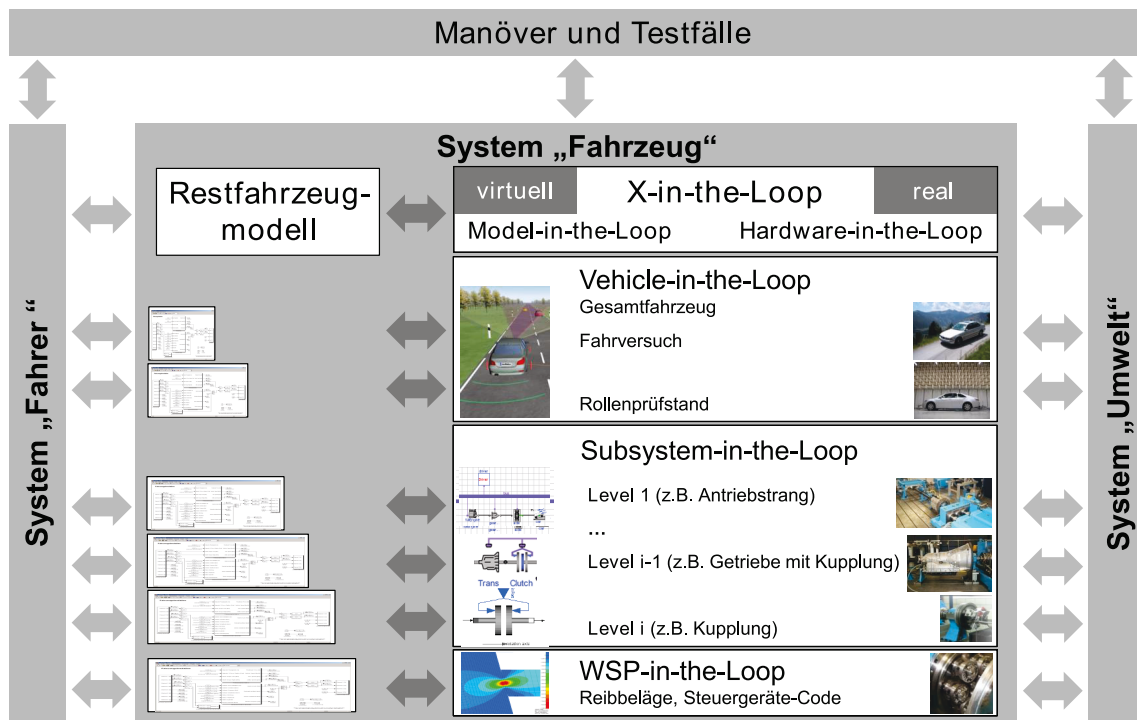 Manöver und Testfälle
System „Fahrer “
System „Fahrzeug“
Restfahrzeug-
modell
virtuell
X-in-the-Loop
real
Model-in-the-Loop
Hardware-in-the-Loop
Vehicle-in-the-Loop
Gesamtfahrzeug
Fahrversuch
Rollenprüfstand
Subsystem-in-the-Loop
Level 1 (z.B. Antriebstrang)
...
Level i-1 (z.B. Getriebe mit Kupplung)
Trans Clutch
Level i (z.B. Kupplung)
WSP-in-the-Loop
Reibbeläge, Steuergeräte-Code
System „Umwelt“